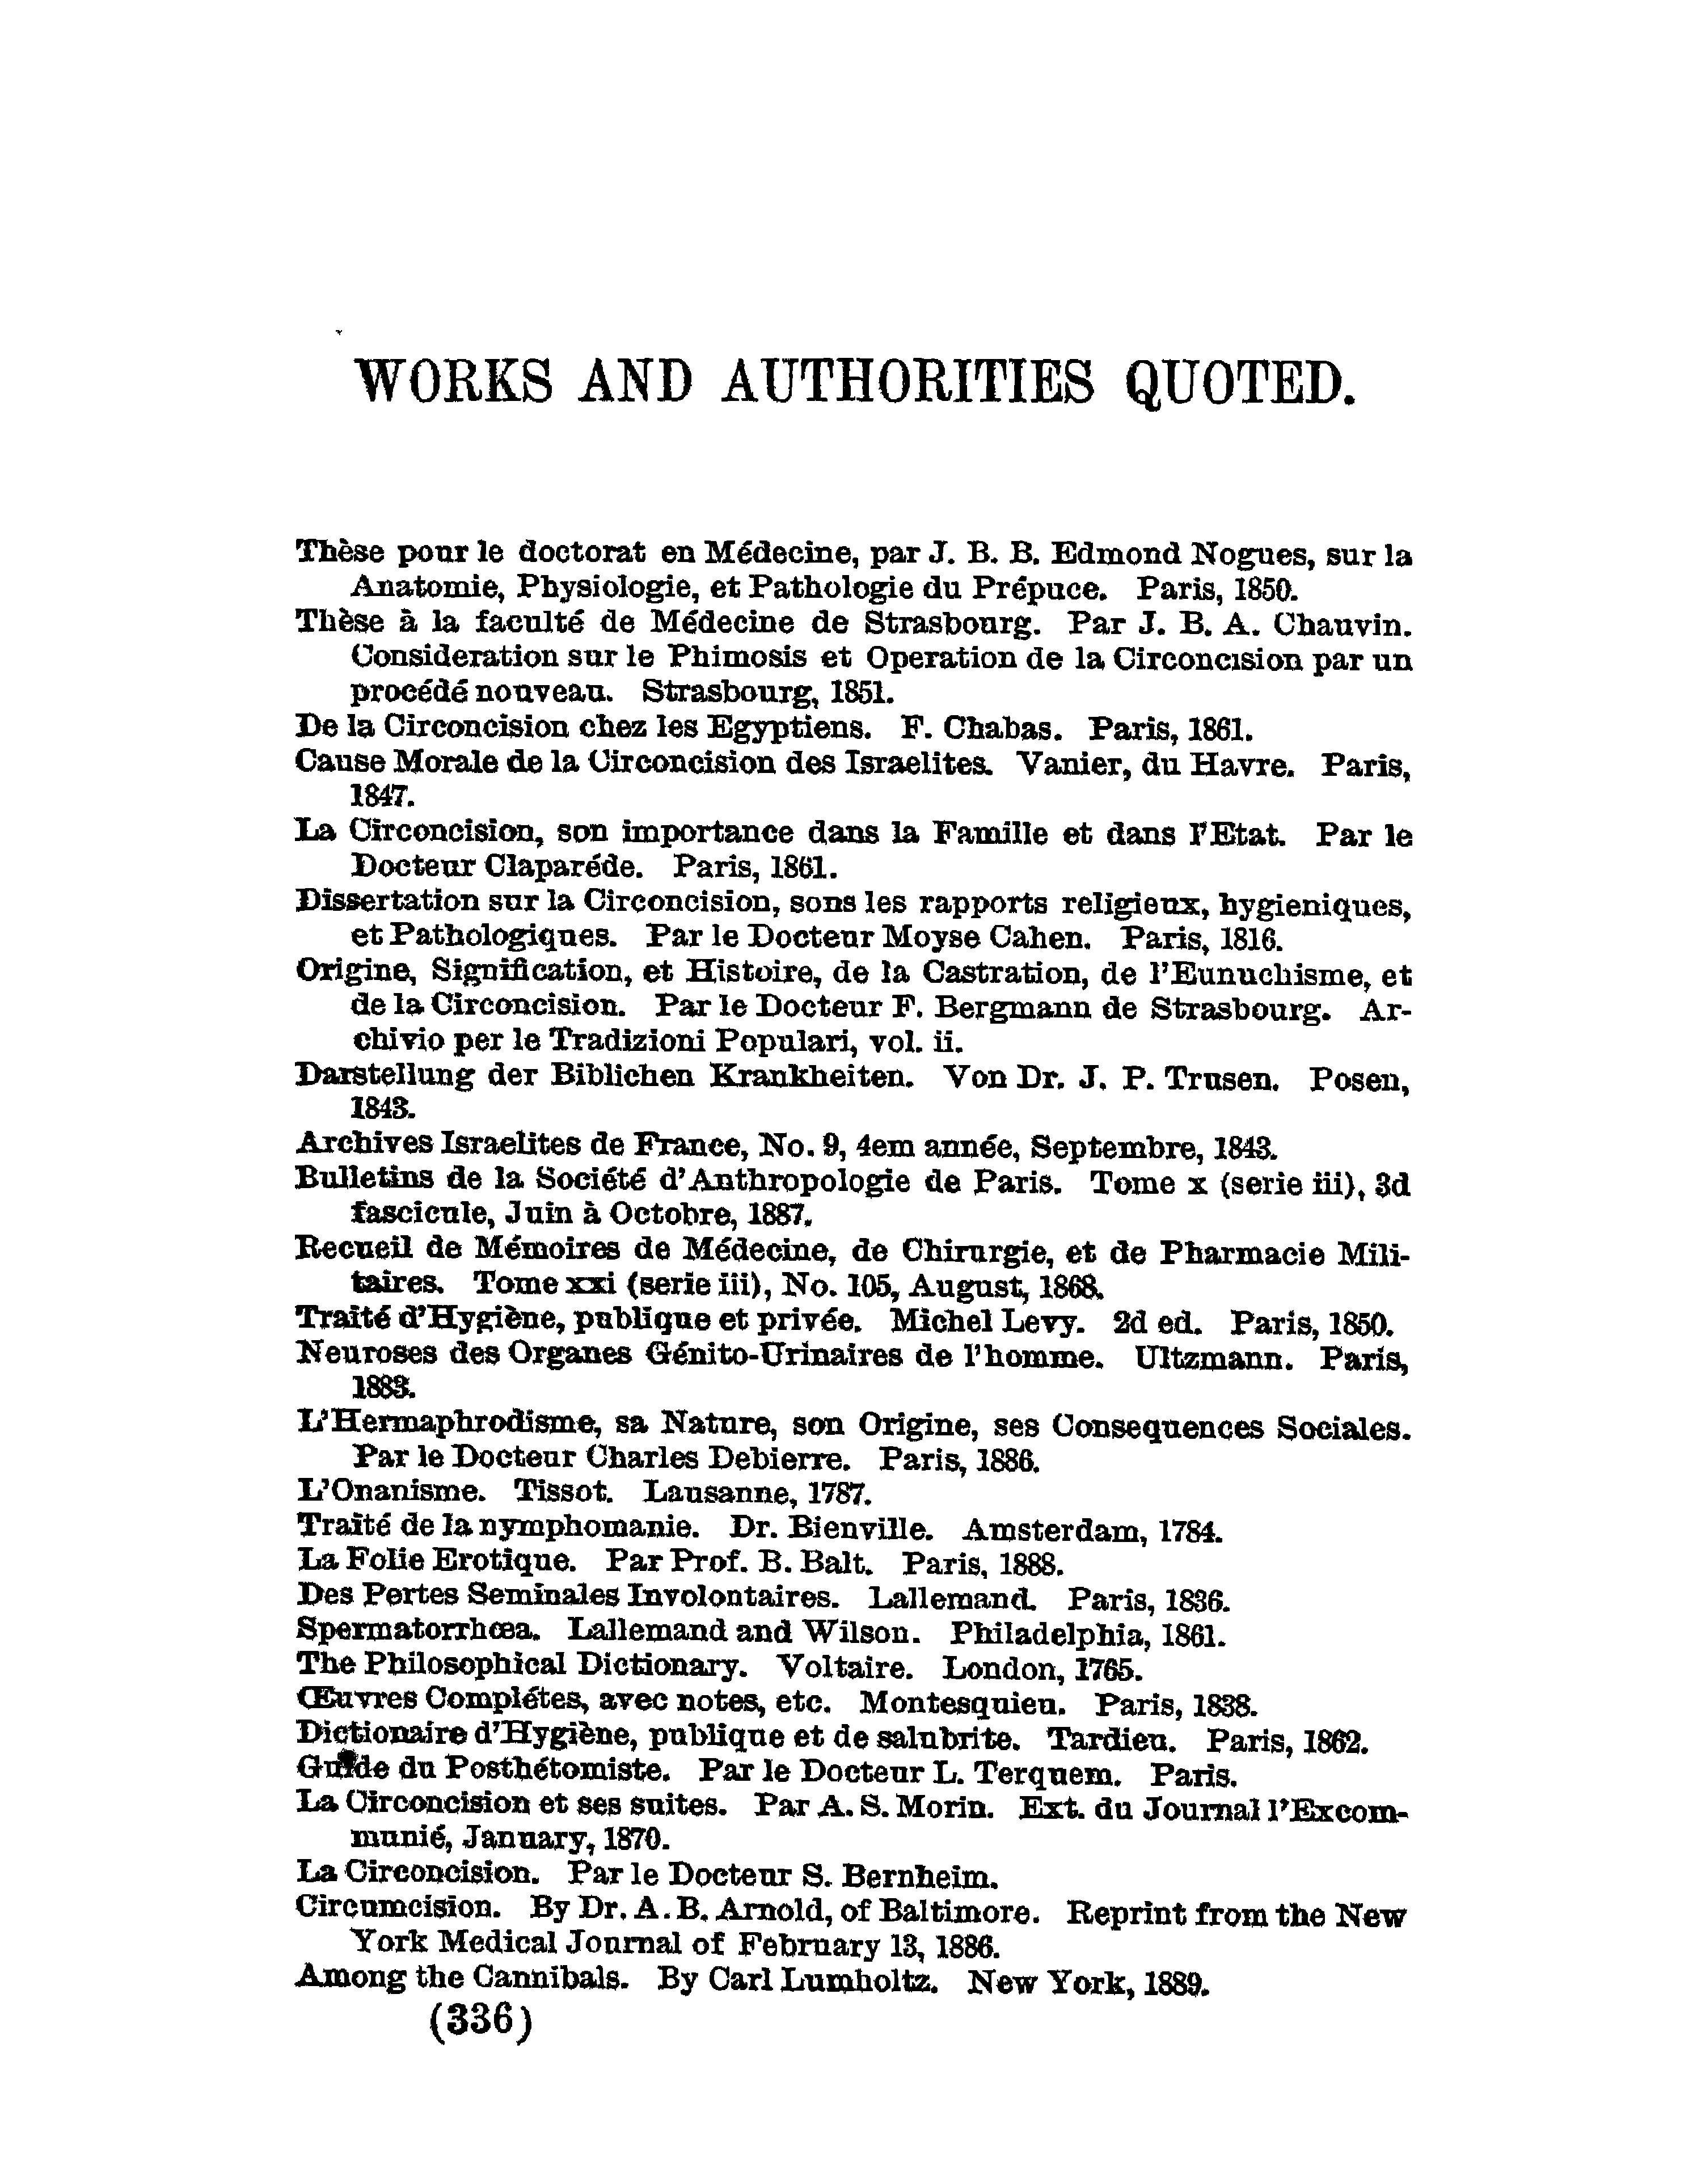 WORKS AND AUTHORITIES QUOTED.
Thèse pour le doctorat en Médecine, par J. B. B. Edmond Nogues, sur la
Anatomie, Physiologie, et Pathologie du Prépuce. Paris, 1850.
Thèse à la faculté de Médecine de Strasbourg. Par J. B. A. Chauvin.
Consideration sur le Phimosis et Operation de la Circoncision par un
procédé nouveau. Strasbourg, 1851.
De la Circoncision chez les Egyptiens. F. Chabas. Paris, 1861.
Cause Morale de la Circoncision des Israelites. Vanier, du Havre. Paris,
1847.
La Circoncision, son importance dans la Famille et dans l'Etat. Par le
Docteur Claparéde. Paris, 1861.
Dissertation sur la Circoncision, sons les rapports religieux, hygieniques,
et Pathologiques. Par le Docteur Moyse Cahen. Paris, 1816.
Origine, Signification, et Histoire, de la Castration, de l'Eunuchisme, et
de la Circoncision. Par le Docteur F. Bergmann de Strasbourg. Ar-
chivio per le Tradizioni Populari, vol. ii.
Darstellung der Biblichen Krankheiten. Von Dr. J. P. Trusen. Posen,
1843.
Archives Israelites de France, No. 9, 4em année, Septembre, 1843.
Bulletins de la Société d'Anthropologie de Paris. Tome x (serie iii), 3d
fascicule, Juin à Octobre, 1887.
Recueil de Mémoires de Médecine, de Chirurgie, et de Pharmacie Mili-
taires. Tome xxi (serie iii), No. 105, August, 1868.
Traité d'Hygiène, publique et privée. Michel Levy. 2d ed. Paris, 1850.
Neuroses des Organes Génito-Urinaires de l'homme. Ultzmann. Paris,
1883.
L'Hermaphrodisme, sa Nature, son Origine, ses Consequences Sociales.
Par le Docteur Charles Debierre. Paris, 1886.
L'Onanisme. Tissot. Lausanne, 1787.
Traité de la nymphomanie. Dr. Bienville. Amsterdam, 1784.
La Folie Erotique. Par Prof. B. Balt. Paris, 1888.
Des Pertes Seminales Involontaires. Lallemand. Paris, 1836.
Spermatorrhœa. Lallemand and Wilson. Philadelphia, 1861.
The Philosophical Dictionary. Voltaire. London, 1765.
Œuvres Complétes, avec notes, etc. Montesquieu. Paris, 1838.
Dictionaire d'Hygiène, publique et de salubrite. Tardieu. Paris, 1862.
Guide du Posthétomiste. Par le Docteur L. Terquem. Paris.
La Circoncision et ses suites. Par A. S. Morin. Ext. du Journal l'Excom-
munié, January, 1870.
La Circoncision. Par le Docteur S. Bernheim.
Circumcision. By Dr. A. B. Arnold, of Baltimore. Reprint from the New
York Medical Journal of February 13, 1886.
Among the Cannibals. By Carl Lumholtz. New York, 1889.
(336)